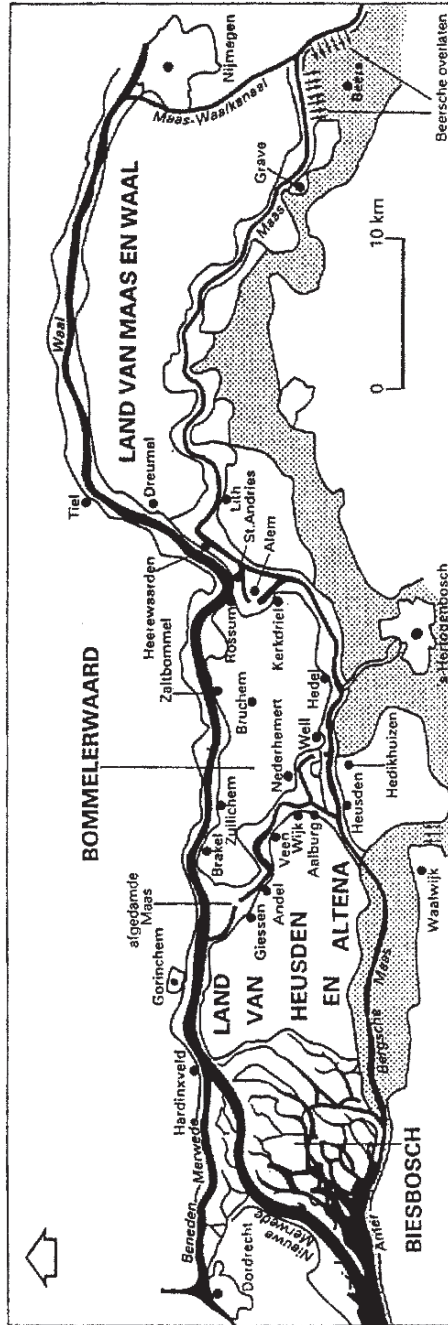 Nijmegen
Maas-Waalkanaal
Beers
Beersche overlaten
Grave
Maas
10 km
0
LAND VAN MAAS EN WAAL
Waal
Tiel
Dreumel
Lith
St.Andries
Alem
Heerewaarden
Rossum
Kerkdriel
Zaltbommel
Bruchem
BOMMELERWAARD
Hedel
Well
Nederhemert
's-Hertogenbosch
Hedikhuizen
Heusden
Zuilichem
Brakel
Veen
Wijk
Aalburg
Andel
Giessen
afgedamde
Maas
Gorinchem
LAND
VAN
HEUSDEN
EN
ALTENA
Waalwijk
Bergsche Maas
Hardinxveld
Beneden-Merwede
Nieuwe
Merwede
Dordrecht
Amer
BIESBOSCH